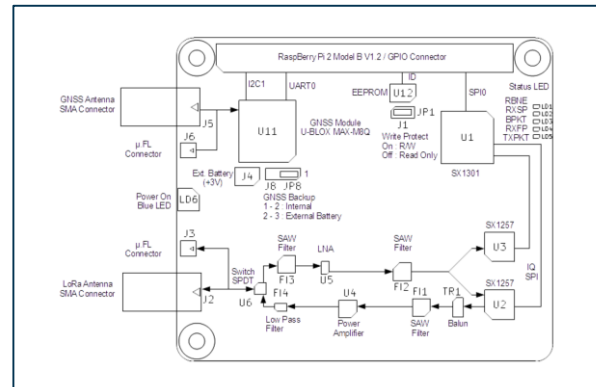 RaspBerry Pi 2 Model B V1.2 / GPIO Connector
I2C1
UART0
ID
SPI0
Status LED
GNSS Antenna
SMA Connector
J5
EEPROM
U12
JP1
J1
Write Protect
On : R/W
Off : Read Only
RBNE
RXSP
BPKT
RXFP
TXPKT
LD1
LD2
LD3
LD4
LD5
U11
GNSS Module
U-BLOX MAX-M8Q
U1
SX1301
J6
µ.FL
Connector
Ext. Battery
(+3V)
J4
1
J8 JP8
GNSS Backup
1 - 2 : Internal
2 - 3 : External Battery
Power On
Blue LED
LD6
J3
µ.FL
Connector
SAW
Filter
FI3
LNA
U5
SAW
Filter
FI2
SX1257
U3
IQ
SPI
LoRa Antenna
SMA Connector
J2
Switch
SPDT
U6
FI4
Low Pass
Filter
U4
Power
Amplifier
FI1
SAW
Filter
TR1
Balun
SX1257
U2